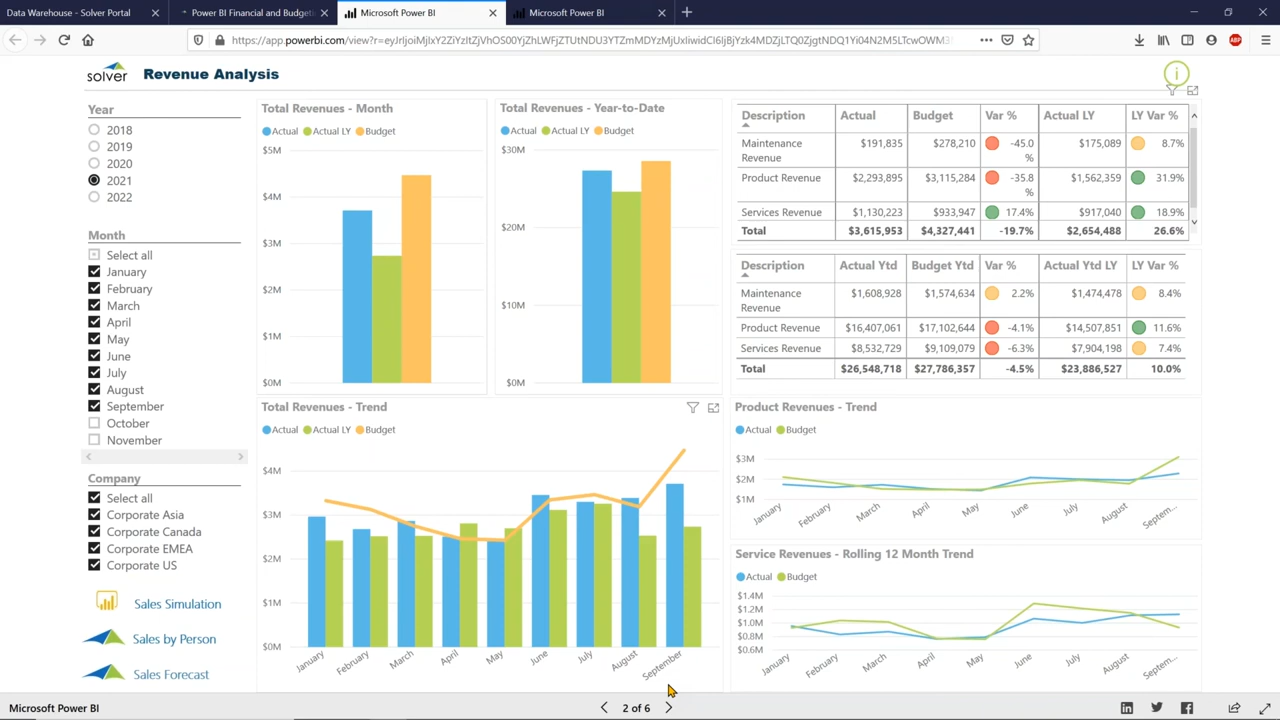 Data Warehouse - Solver Portal
Power BI Financial and Budget
Microsoft Power BI
Microsoft Power BI
solver
Revenue Analysis
Year
2018
2019
2020
2021
2022
Month
Select all
January
February
March
April
May
June
July
August
September
October
November
Company
Select all
Corporate Asia
Corporate Canada
Corporate EMEA
Corporate US
Sales Simulation
Sales by Person
Sales Forecast
Total Revenues - Month
Actual Actual LY Budget
$5M
$4M
$3M
$2M
$1M
$0M
Total Revenues - Year-to-Date
Actual Actual LY Budget
$30M
$20M
$10M
$0M
Description Actual Budget Var % Actual LY LY Var %
Maintenance Revenue $191,835 $278,210 -45.0 % $175,089 8.7%
Product Revenue $2,293,895 $3,115,284 -35.8 % $1,562,359 31.9%
Services Revenue $1,130,223 $933,947 17.4% $917,040 18.9%
Total $3,615,953 $4,327,441 -19.7% $2,654,488 26.6%
Description Actual Ytd Budget Ytd Var % Actual Ytd LY LY Var %
Maintenance Revenue $1,608,928 $1,574,634 2.2% $1,474,478 8.4%
Product Revenue $16,407,061 $17,102,644 -4.1% $14,507,851 11.6%
Services Revenue $8,532,729 $9,109,079 -6.3% $7,904,198 7.4%
Total $26,548,718 $27,786,357 -4.5% $23,886,527 10.0%
Total Revenues - Trend
Actual Actual LY Budget
$4M
$3M
$2M
$1M
$0M
January February March April May June July August September
Product Revenues - Trend
Actual Budget
$3M
$2M
$1M
January February March April May June July August Septem...
Service Revenues - Rolling 12 Month Trend
Actual Budget
$1.4M
$1.2M
$1.0M
$0.8M
$0.6M
January February March April May June July August Septem...
Microsoft Power BI
2 of 6